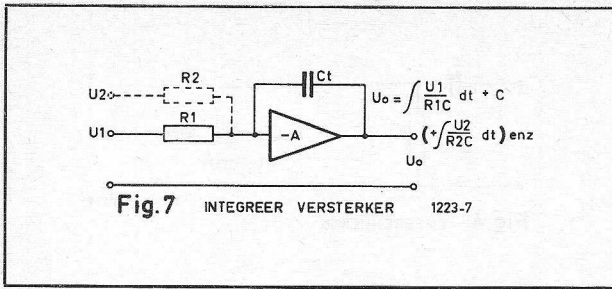 R2
U2
Ct
R1
U1
-A
Uo = ∫ U1/R1C dt + C
(+∫ U2/R2C dt) enz
Uo
Fig.7 INTEGREER VERSTERKER 1223-7